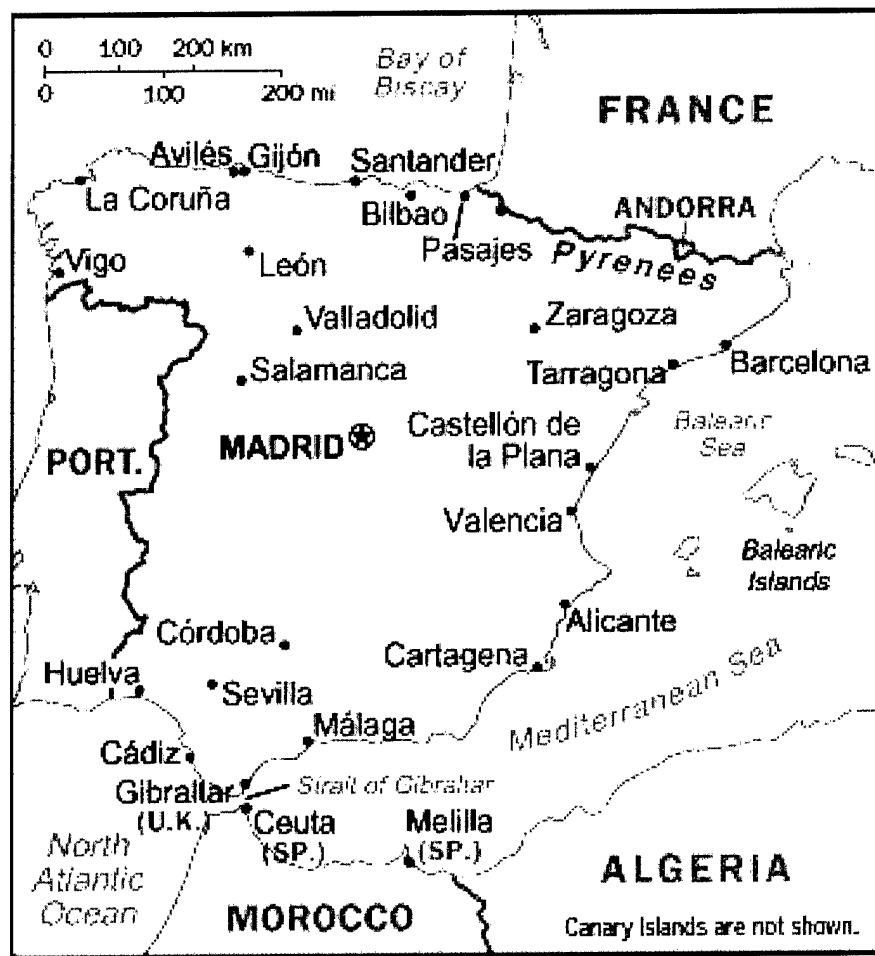 0 100 200 km
0 100 200 mi
Bay of
Biscay
FRANCE
Avilés
Gijón
Santander
La Coruña
Bilbao
ANDORRA
Pasajes
Pyrenees
Vigo
León
Valladolid
Zaragoza
Salamanca
Tarragona
Barcelona
MADRID
Castellón de
la Plana
Balearic
Sea
PORT.
Valencia
Balearic
Islands
Alicante
Córdoba
Cartagena
Huelva
Sevilla
Mediterranean Sea
Málaga
Cádiz
Gibraltar
(U.K.)
Strait of Gibraltar
Ceuta
(SP.)
Melilla
(SP.)
North
Atlantic
Ocean
ALGERIA
MOROCCO
Canary Islands are not shown.